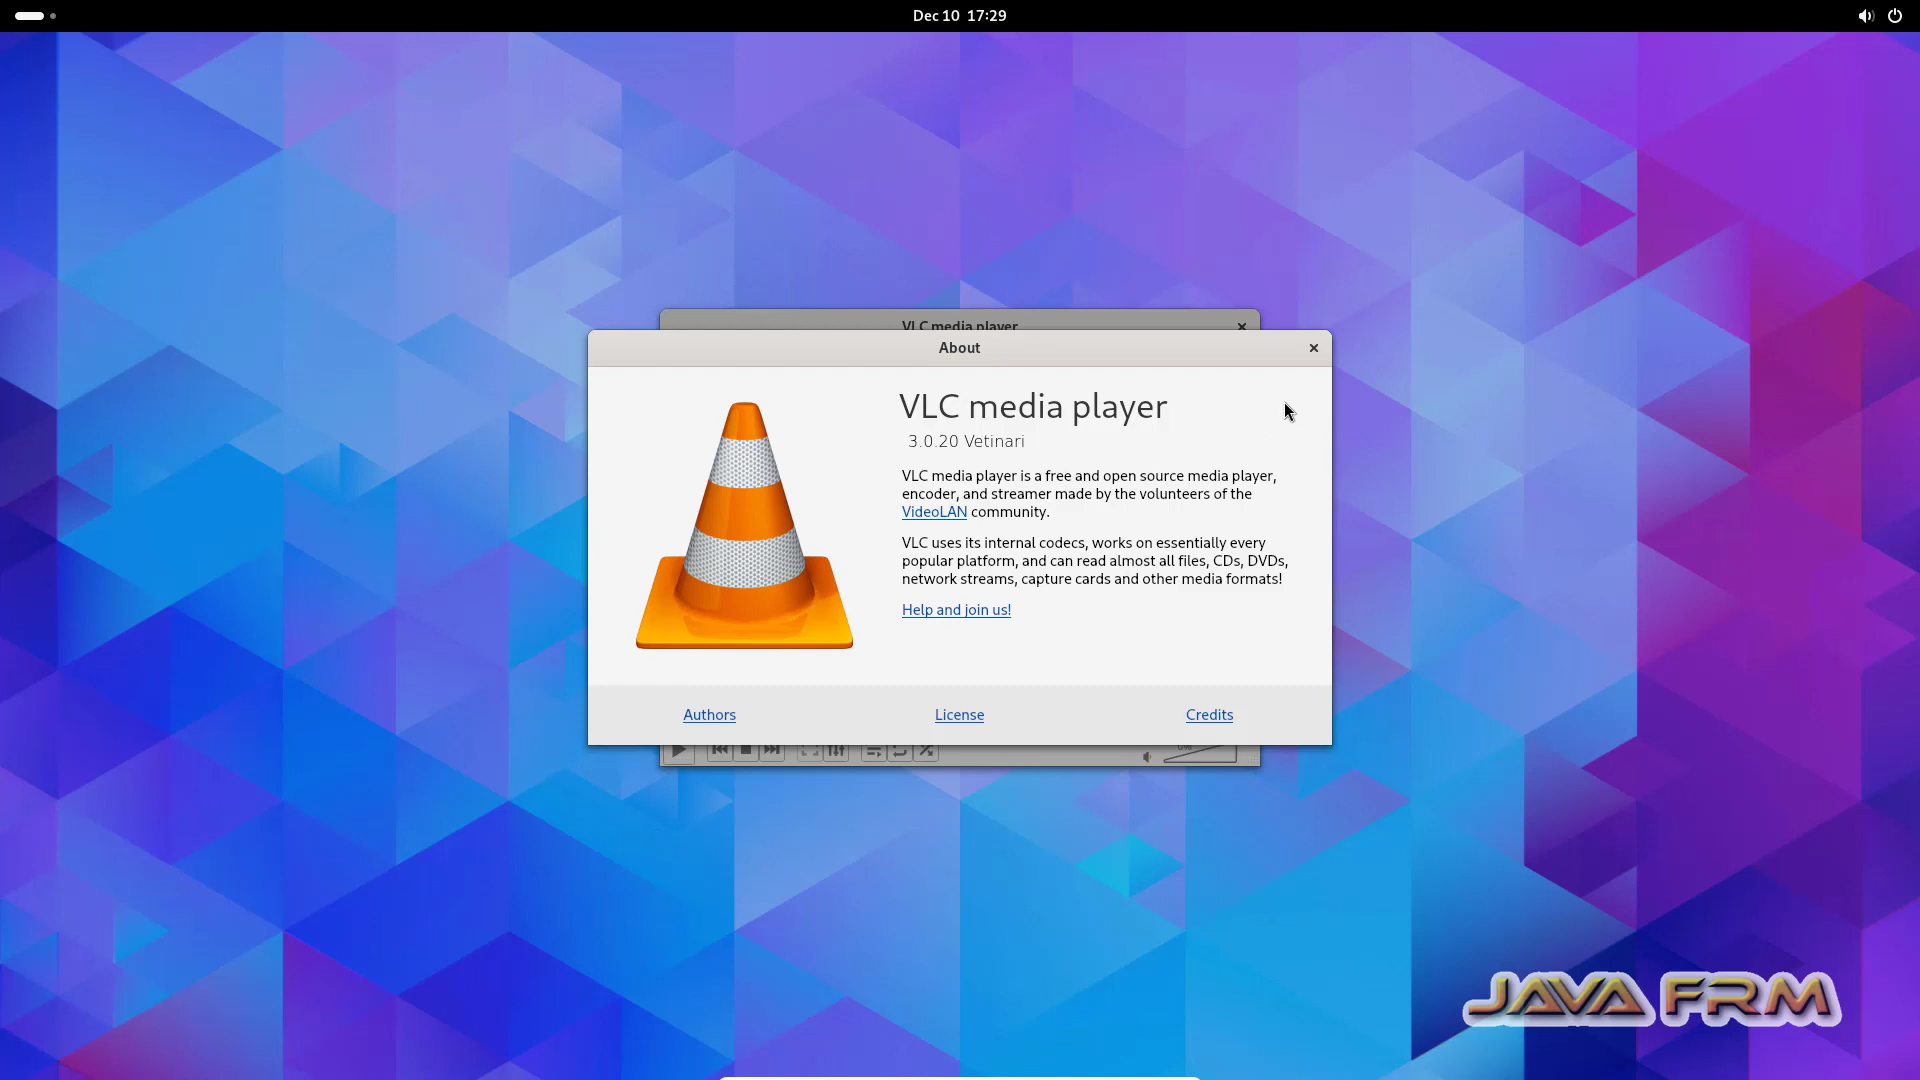 Dec 10 17:29
VLC media player
About
VLC media player
3.0.20 Vetinari
VLC media player is a free and open source media player,
encoder, and streamer made by the volunteers of the
VideoLAN community.
VLC uses its internal codecs, works on essentially every
popular platform, and can read almost all files, CDs, DVDs,
network streams, capture cards and other media formats!
Help and join us!
Authors License Credits
0%
JAVA FRM